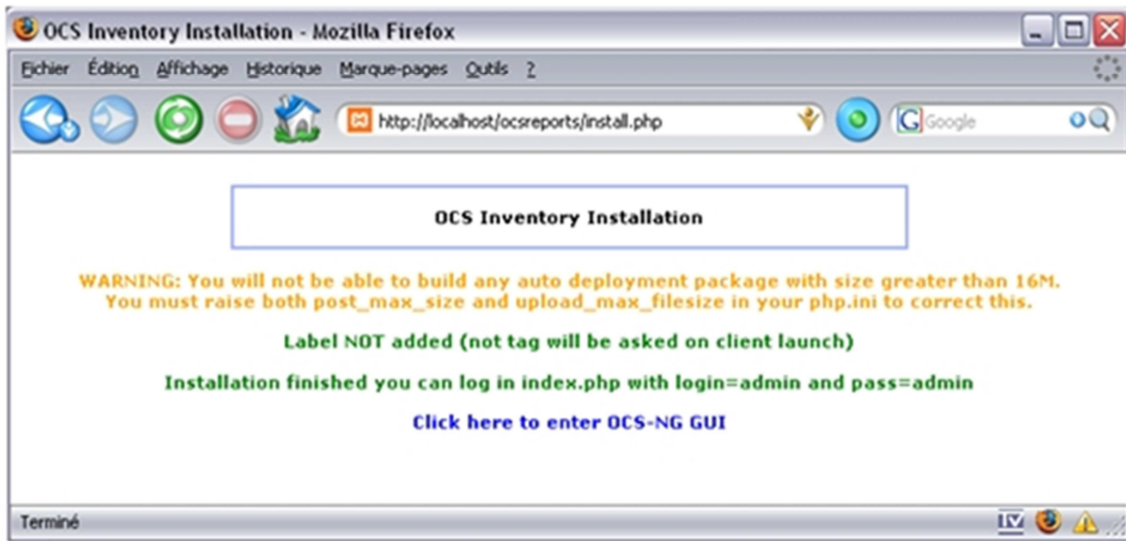 OCS Inventory Installation - Mozilla Firefox
Fichier Édition Affichage Historique Marque-pages Outils ?
http://localhost/ocsreports/install.php
Google
OCS Inventory Installation
WARNING: You will not be able to build any auto deployment package with size greater than 16M.
You must raise both post_max_size and upload_max_filesize in your php.ini to correct this.
Label NOT added (not tag will be asked on client launch)
Installation finished you can log in index.php with login=admin and pass=admin
Click here to enter OCS-NG GUI
Terminé